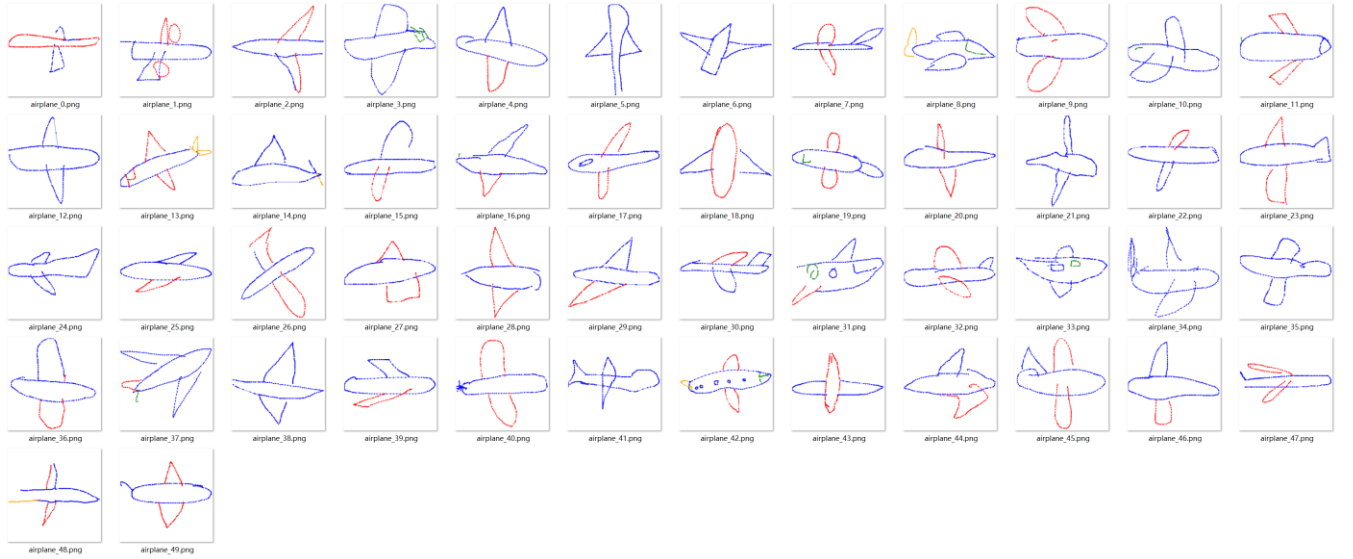 airplane_0.png airplane_1.png airplane_2.png airplane_3.png airplane_4.png airplane_5.png airplane_6.png airplane_7.png airplane_8.png airplane_9.png airplane_10.png airplane_11.png
airplane_12.png airplane_13.png airplane_14.png airplane_15.png airplane_16.png airplane_17.png airplane_18.png airplane_19.png airplane_20.png airplane_21.png airplane_22.png airplane_23.png
airplane_24.png airplane_25.png airplane_26.png airplane_27.png airplane_28.png airplane_29.png airplane_30.png airplane_31.png airplane_32.png airplane_33.png airplane_34.png airplane_35.png
airplane_36.png airplane_37.png airplane_38.png airplane_39.png airplane_40.png airplane_41.png airplane_42.png airplane_43.png airplane_44.png airplane_45.png airplane_46.png airplane_47.png
airplane_48.png airplane_49.png